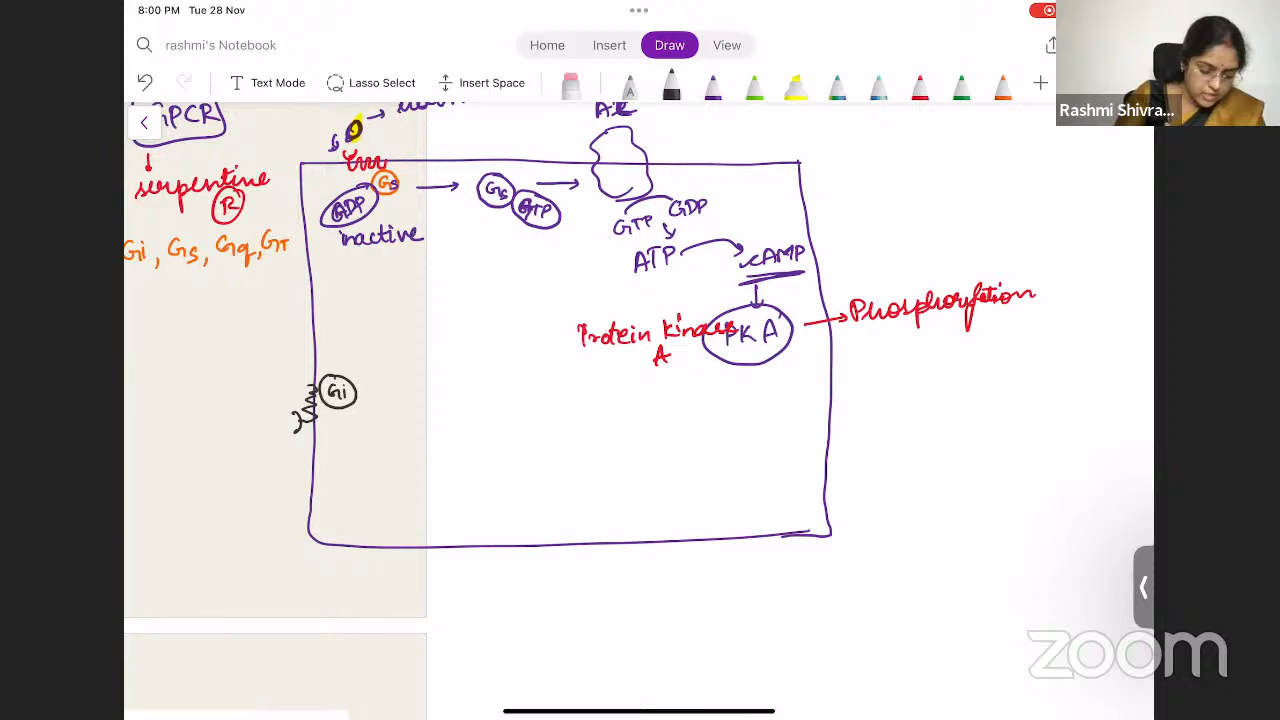 8:00 PM Tue 28 Nov
rashmi's Notebook
Home Insert Draw View
Text Mode Lasso Select Insert Space
Rashmi Shivra...
GPCR
serpentine
R
Gi, Gs, Gq, GT
Gs
GDP
inactive
Gs
GTP
AC
GTP GDP
ATP cAMP
Protein Kinase
A
PKA
Phosphorylation
Gi
zoom